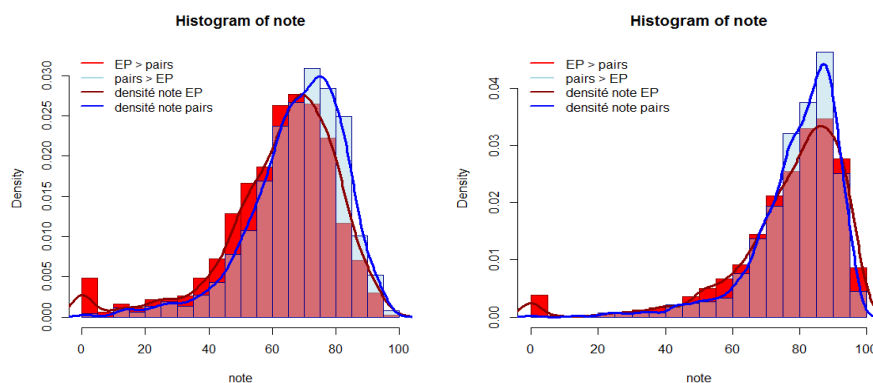 Histogram of note
EP > pairs
pairs > EP
densité note EP
densité note pairs
Density
0.000 0.005 0.010 0.015 0.020 0.025 0.030
0 20 40 60 80 100
note
Histogram of note
EP > pairs
pairs > EP
densité note EP
densité note pairs
Density
0.00 0.01 0.02 0.03 0.04
0 20 40 60 80 100
note